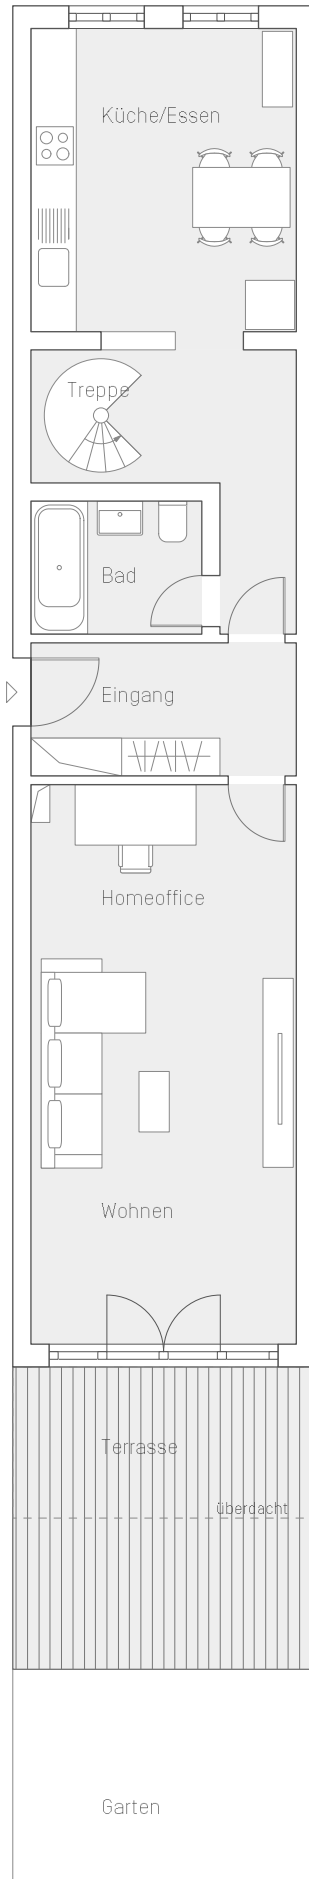 Küche/Essen
Treppe
Bad
Eingang
Homeoffice
Wohnen
Terrasse
überdacht
Garten